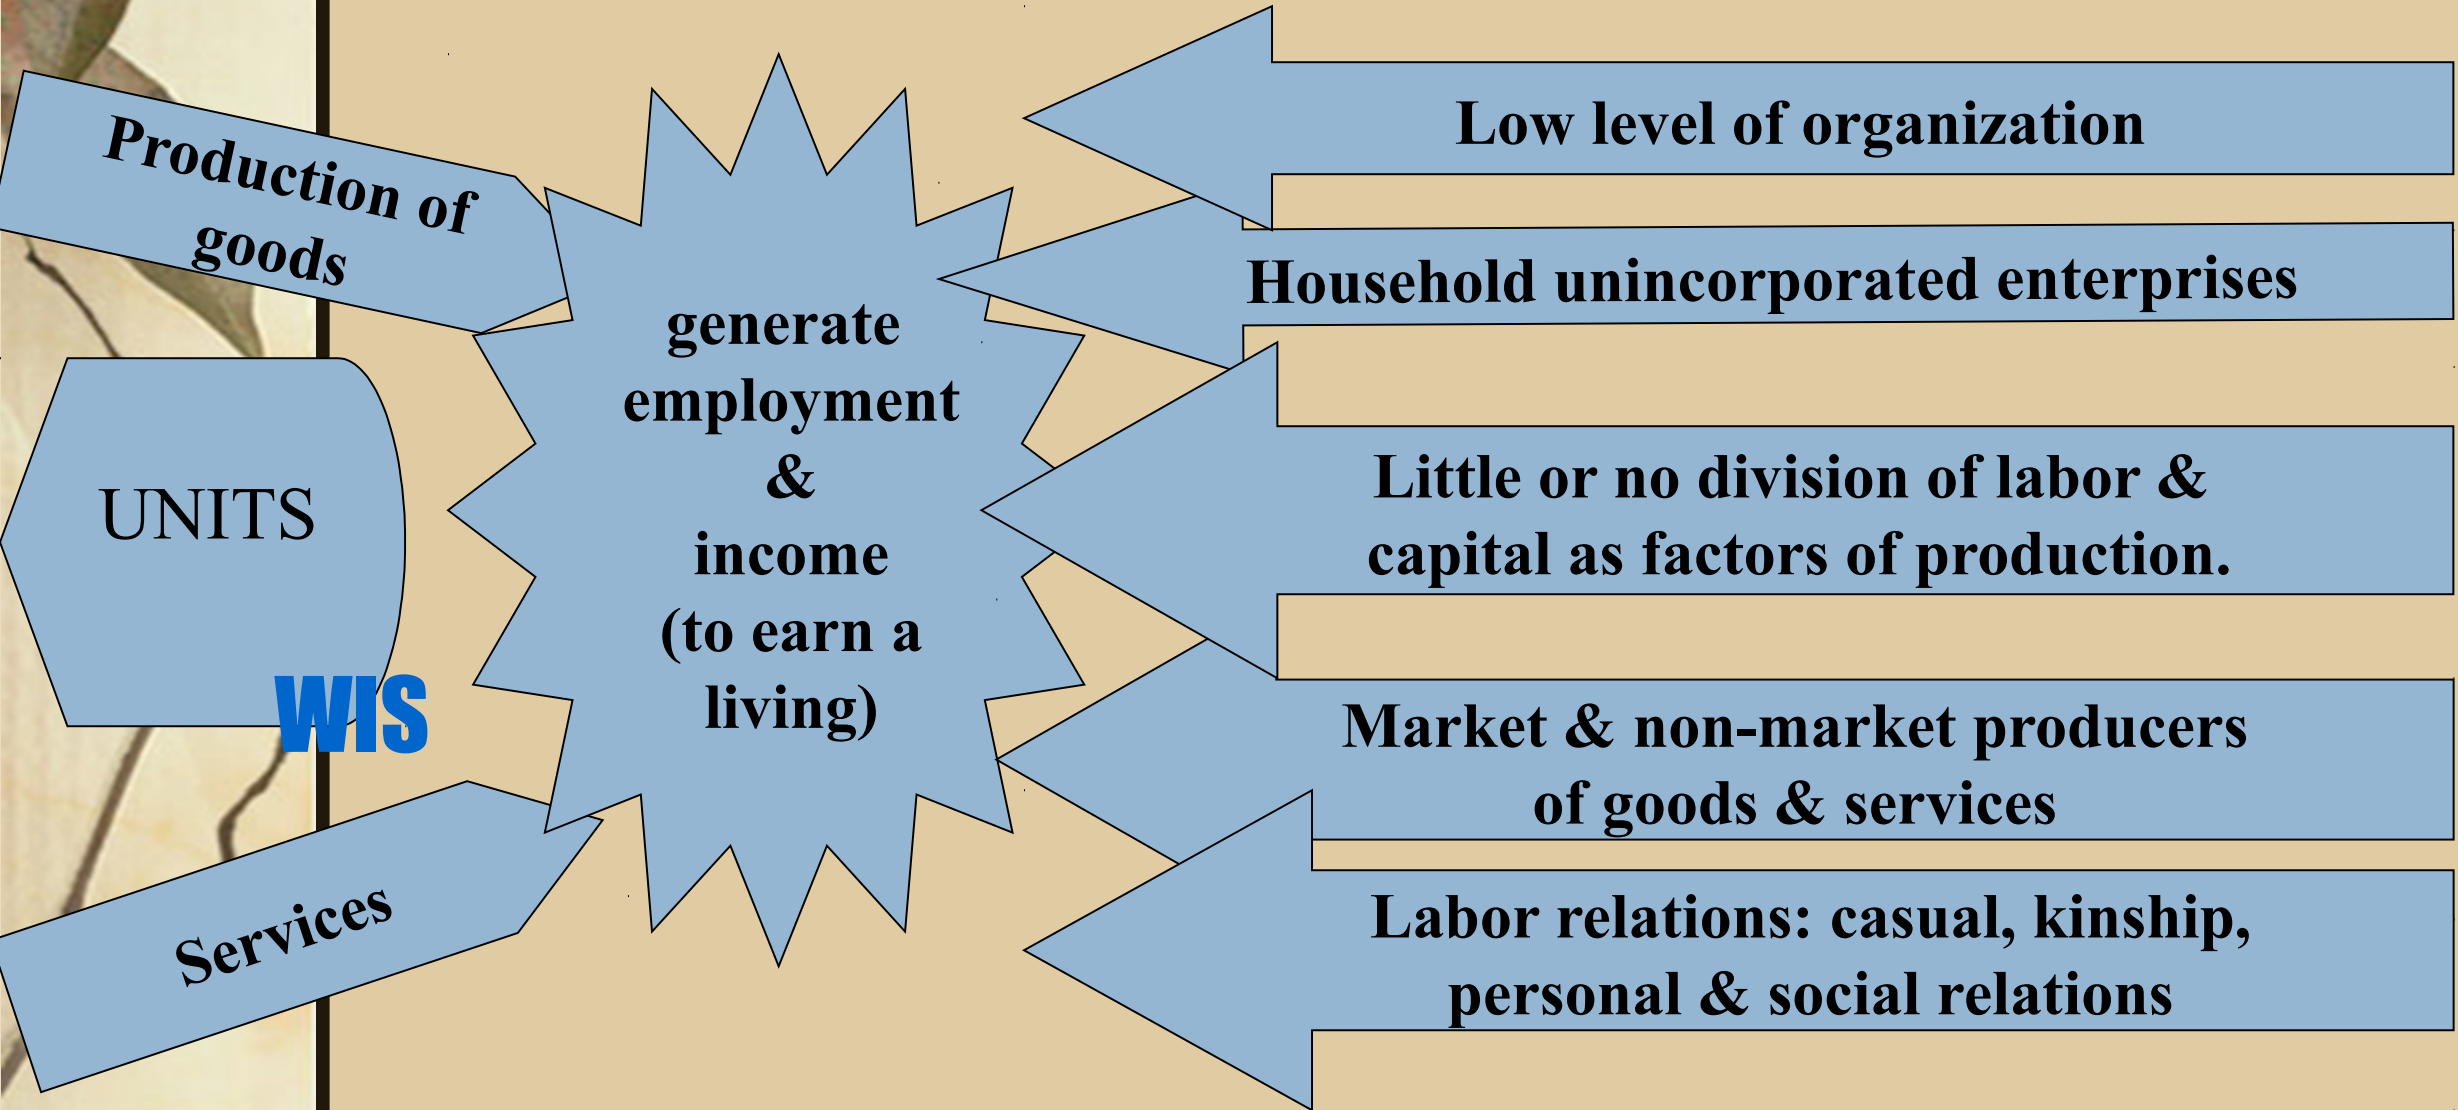 Production of
goods
UNITS
WIS
Services
generate
employment
&
income
(to earn a
living)
Low level of organization
Household unincorporated enterprises
Little or no division of labor &
capital as factors of production.
Market & non-market producers
of goods & services
Labor relations: casual, kinship,
personal & social relations